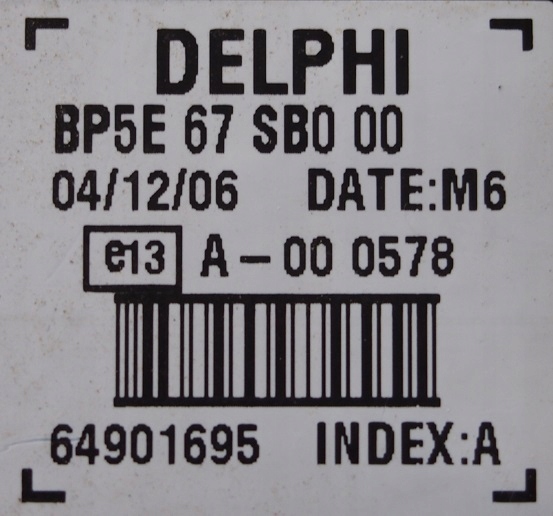 DELPHI
BP5E 67 SB0 00
04/12/06 DATE:M6
e13 A-00 0578
64901695 INDEX:A